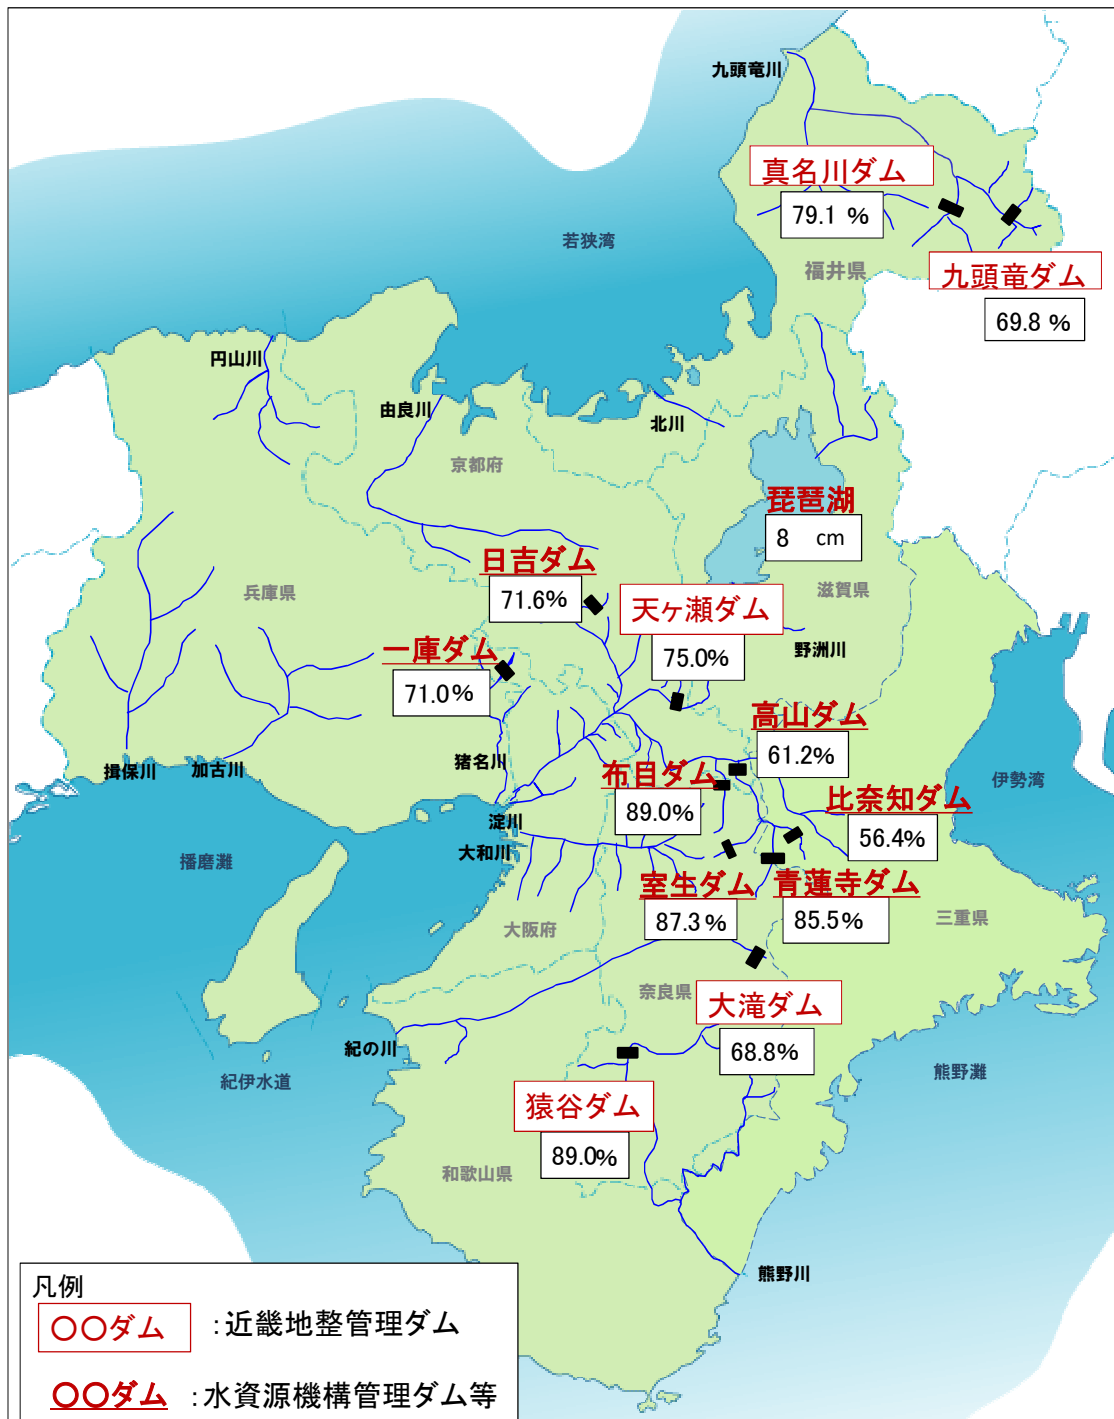 九頭竜川
真名川ダム
79.1 %
若狭湾
福井県
九頭竜ダム
69.8 %
円山川
由良川
北川
京都府
琵琶湖
8 cm
日吉ダム
71.6%
兵庫県
天ヶ瀬ダム
75.0%
滋賀県
野洲川
一庫ダム
71.0%
高山ダム
61.2%
揖保川
加古川
猪名川
布目ダム
89.0%
伊勢湾
比奈知ダム
56.4%
淀川
大和川
播磨灘
室生ダム
87.3 %
青蓮寺ダム
85.5%
大阪府
三重県
奈良県
大滝ダム
68.8%
紀の川
紀伊水道
熊野灘
猿谷ダム
89.0%
和歌山県
熊野川
凡例
〇〇ダム :近畿地整管理ダム
〇〇ダム :水資源機構管理ダム等